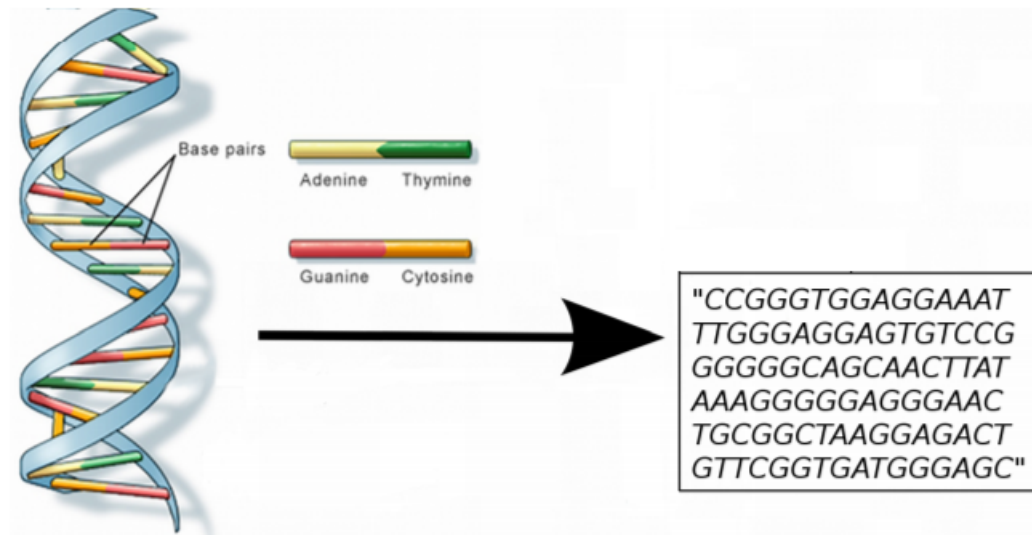 Base pairs
Adenine Thymine
Guanine Cytosine
"CCGGGTGGAGGAAAT
TTGGGAGGAGTGTCCG
GGGGGCAGCAACTTAT
AAAGGGGGAGGGAAC
TGCGGCTAAGGAGACT
GTTCGGTGATGGGAGC"